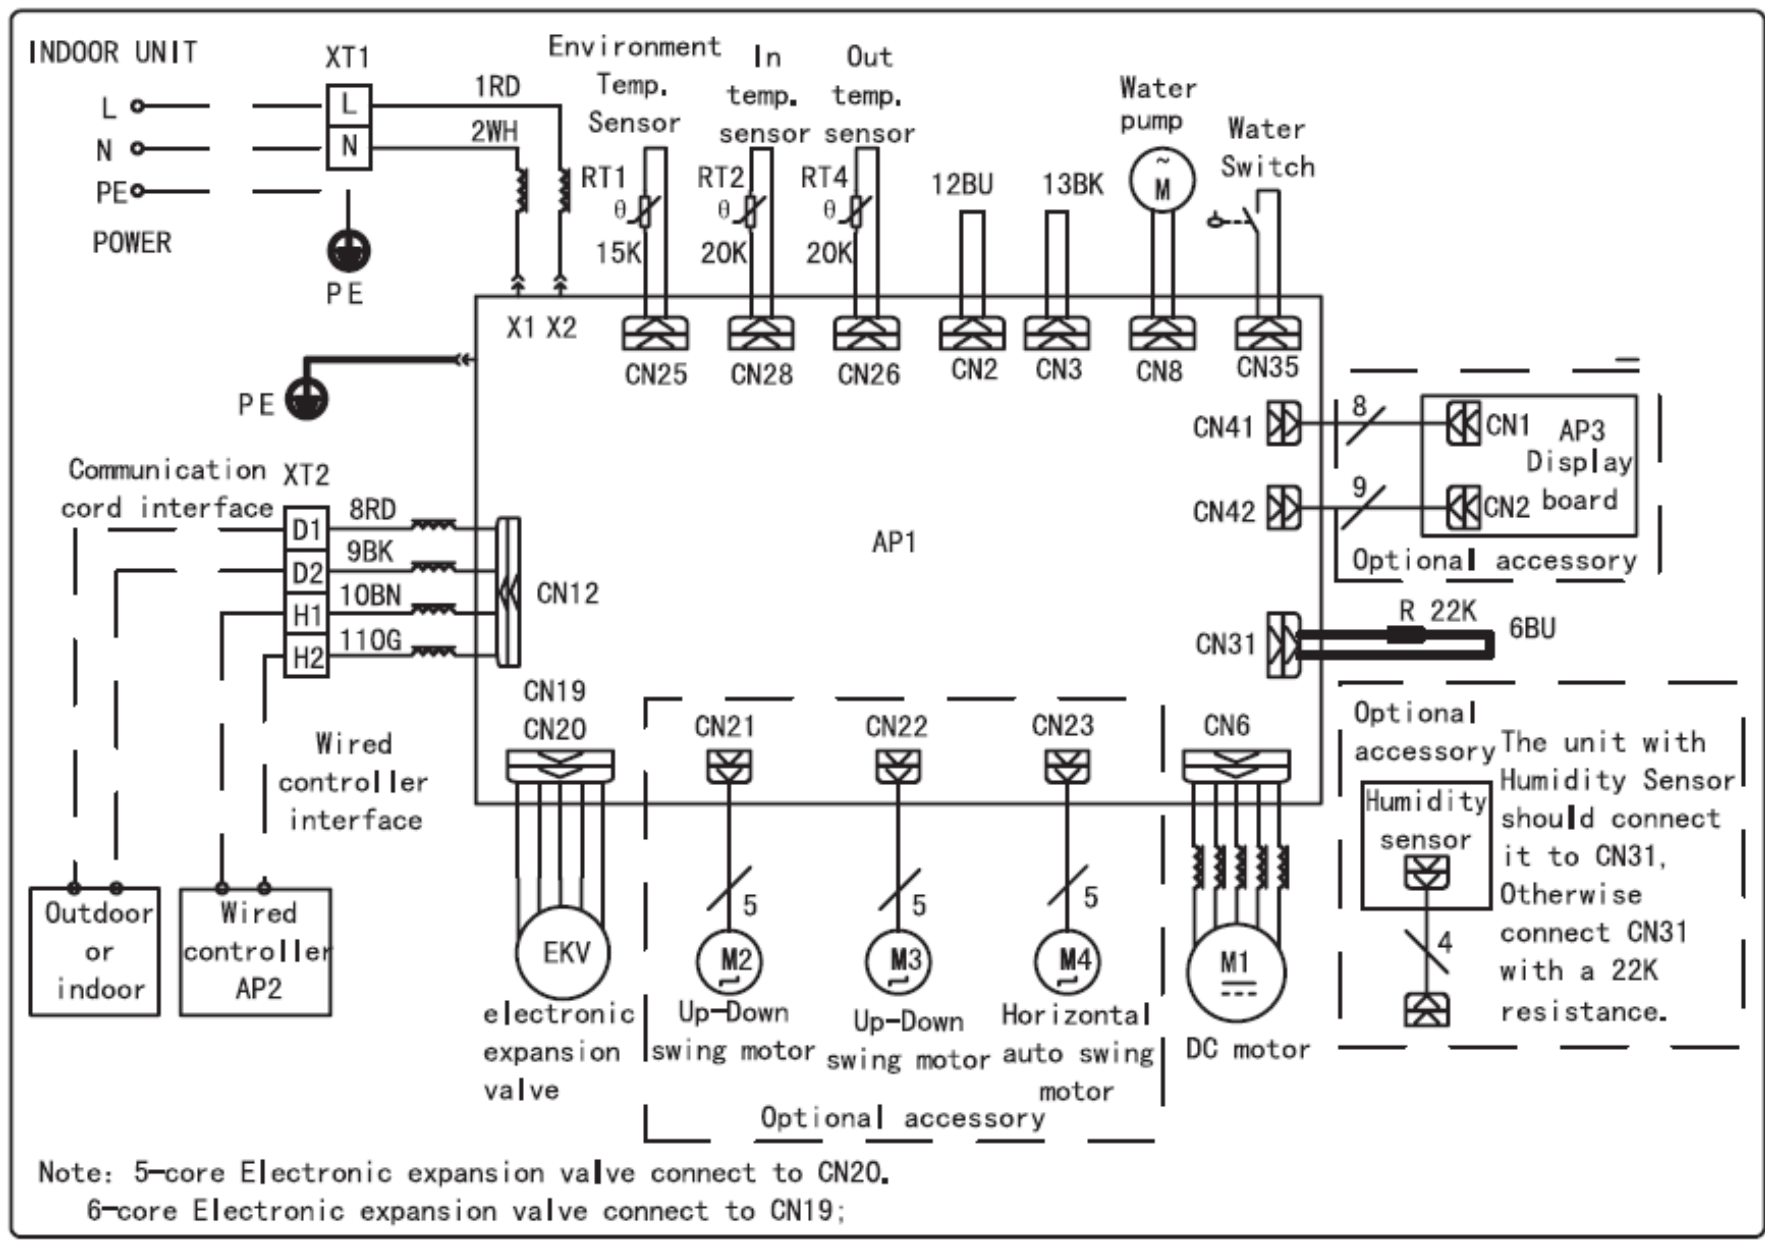 INDOOR UNIT
XT1
L
N
PE
POWER
L
N
1RD
2WH
PE
Environment
Temp.
Sensor
In
temp.
sensor
Out
temp.
sensor
RT1
θ
15K
RT2
θ
20K
RT4
θ
20K
12BU
13BK
Water
pump
~
M
Water
Switch
X1 X2
CN25
CN28
CN26
CN2
CN3
CN8
CN35
PE
Communication
cord interface
XT2
D1
D2
H1
H2
8RD
9BK
10BN
11OG
CN12
AP1
CN41
8
CN1
AP3
Display
board
CN42
9
CN2
Optional accessory
CN31
R 22K
6BU
CN19
CN20
CN21
CN22
CN23
CN6
Wired
controller
interface
Outdoor
or
indoor
Wired
controller
AP2
EKV
electronic
expansion
valve
5
M2
Up-Down
swing motor
5
M3
Up-Down
swing motor
5
M4
Horizontal
auto swing
motor
Optional accessory
M1
DC motor
Optional
accessory
Humidity
sensor
4
The unit with
Humidity Sensor
should connect
it to CN31,
Otherwise
connect CN31
with a 22K
resistance.
Note: 5-core Electronic expansion valve connect to CN20.
6-core Electronic expansion valve connect to CN19;